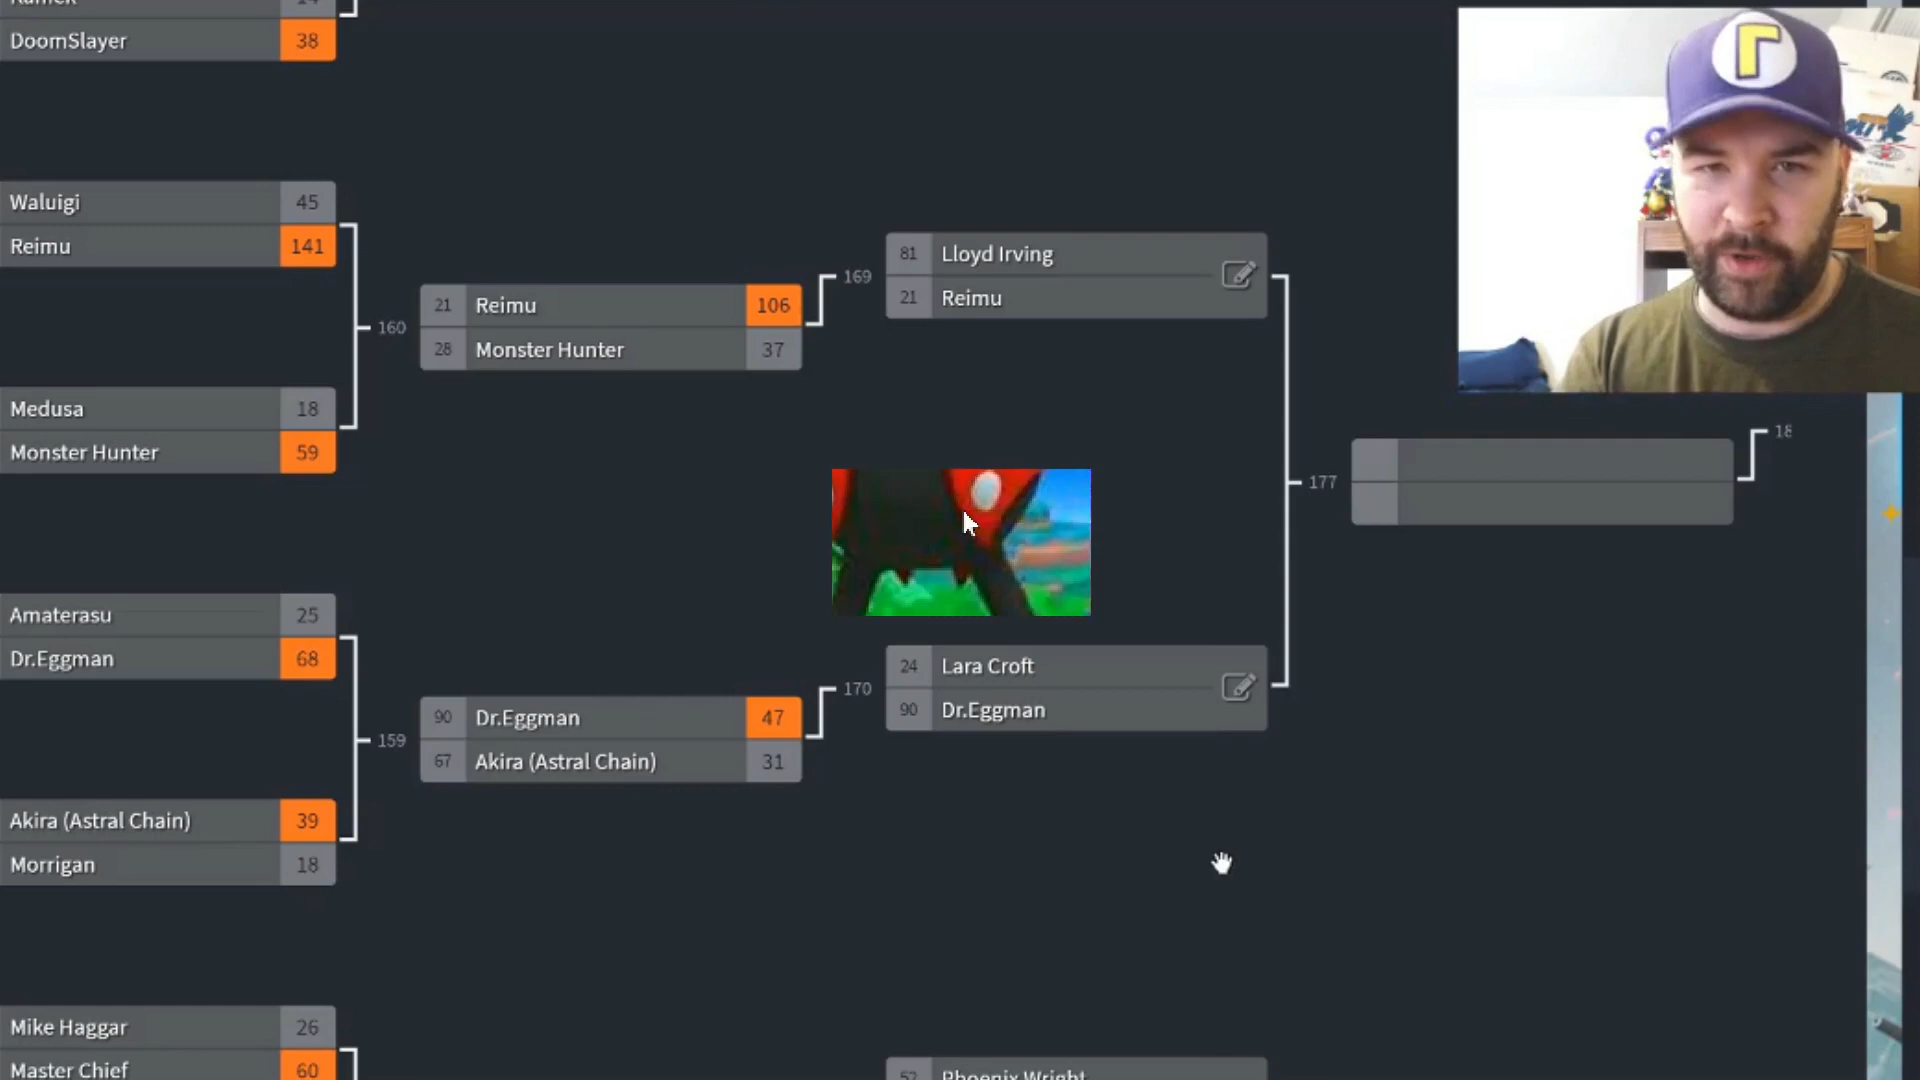 DoomSlayer 38
Waluigi 45
Reimu 141
160
21 Reimu 106
28 Monster Hunter 37
169
81 Lloyd Irving
21 Reimu
Medusa 18
Monster Hunter 59
177
18
Amaterasu 25
Dr.Eggman 68
159
90 Dr.Eggman 47
67 Akira (Astral Chain) 31
170
24 Lara Croft
90 Dr.Eggman
Akira (Astral Chain) 39
Morrigan 18
Mike Haggar 26
Master Chief 60
Phoenix Wright